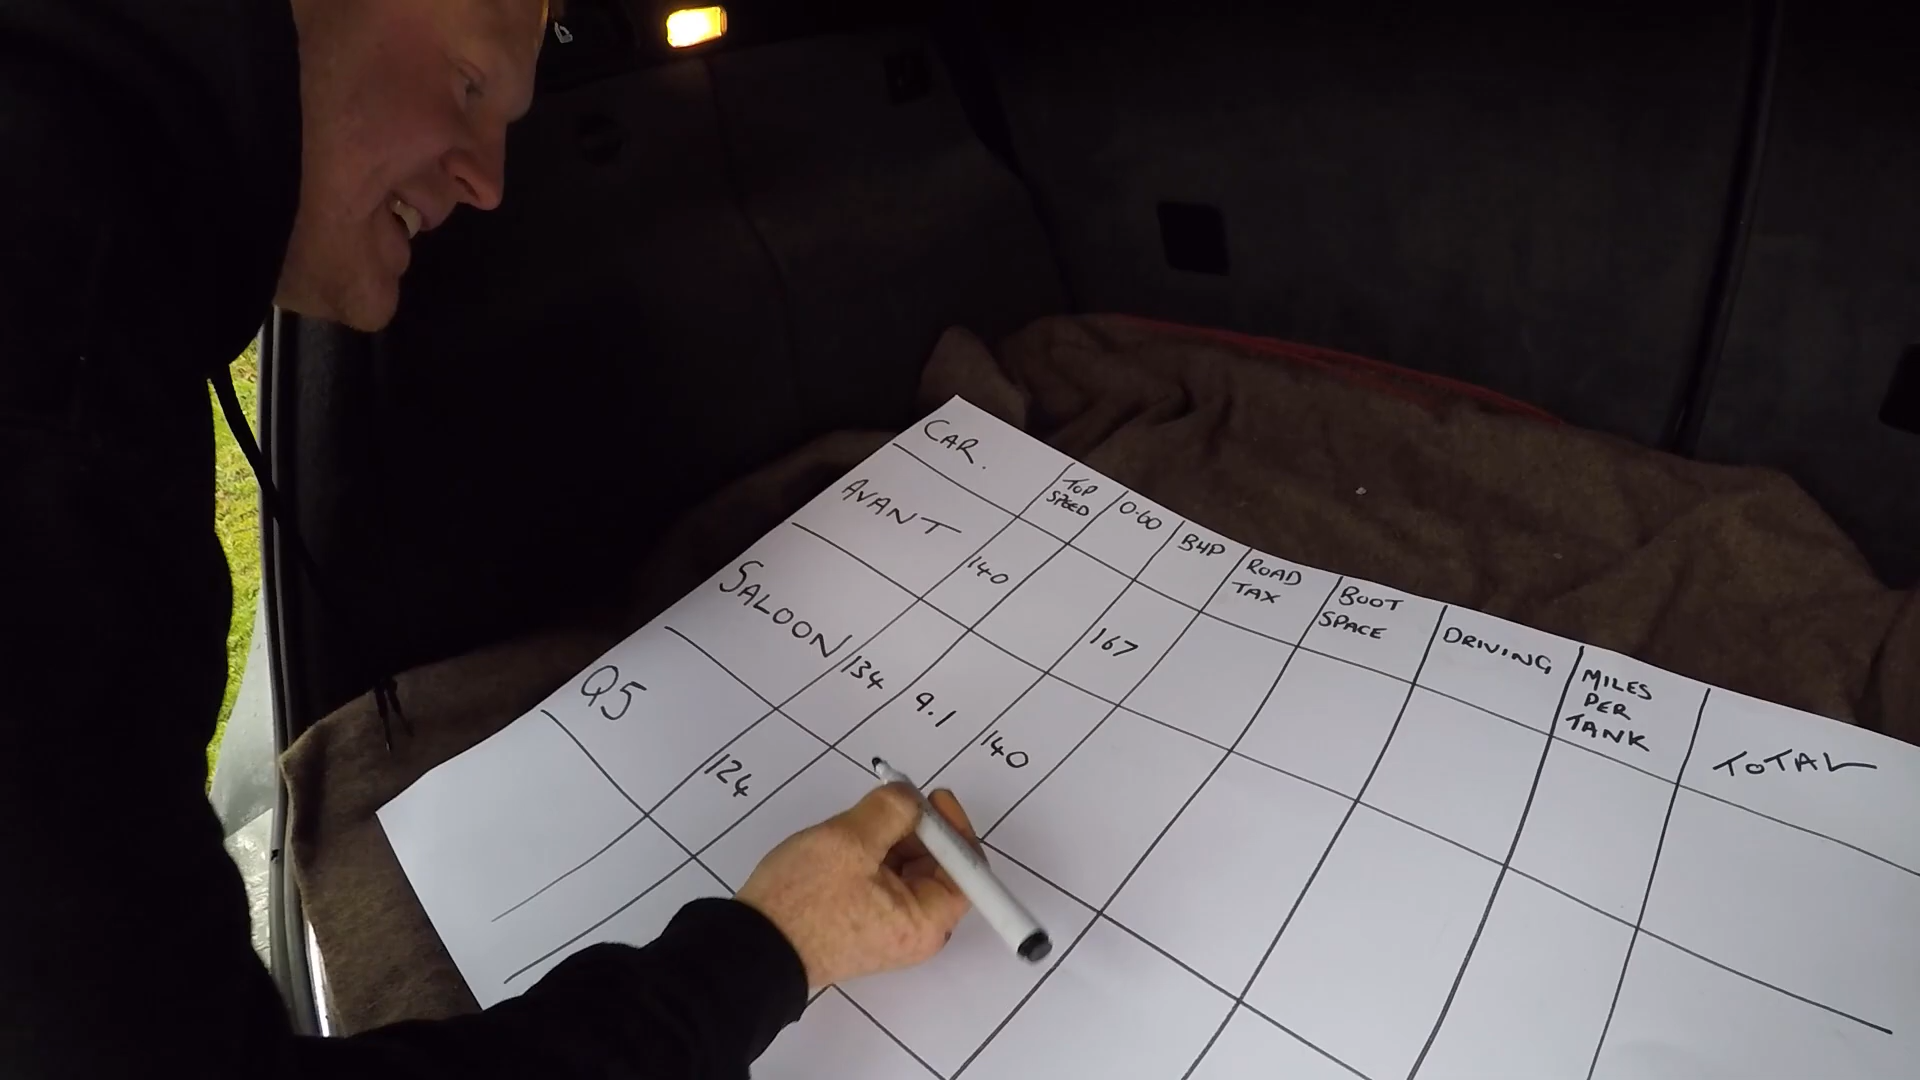 CAR.
TOP
SPEED
0-60
BHP
ROAD
TAX
BOOT
SPACE
DRIVING
MILES
PER
TANK
TOTAL
AVANT
140
167
SALOON
134
9.1
140
Q5
124